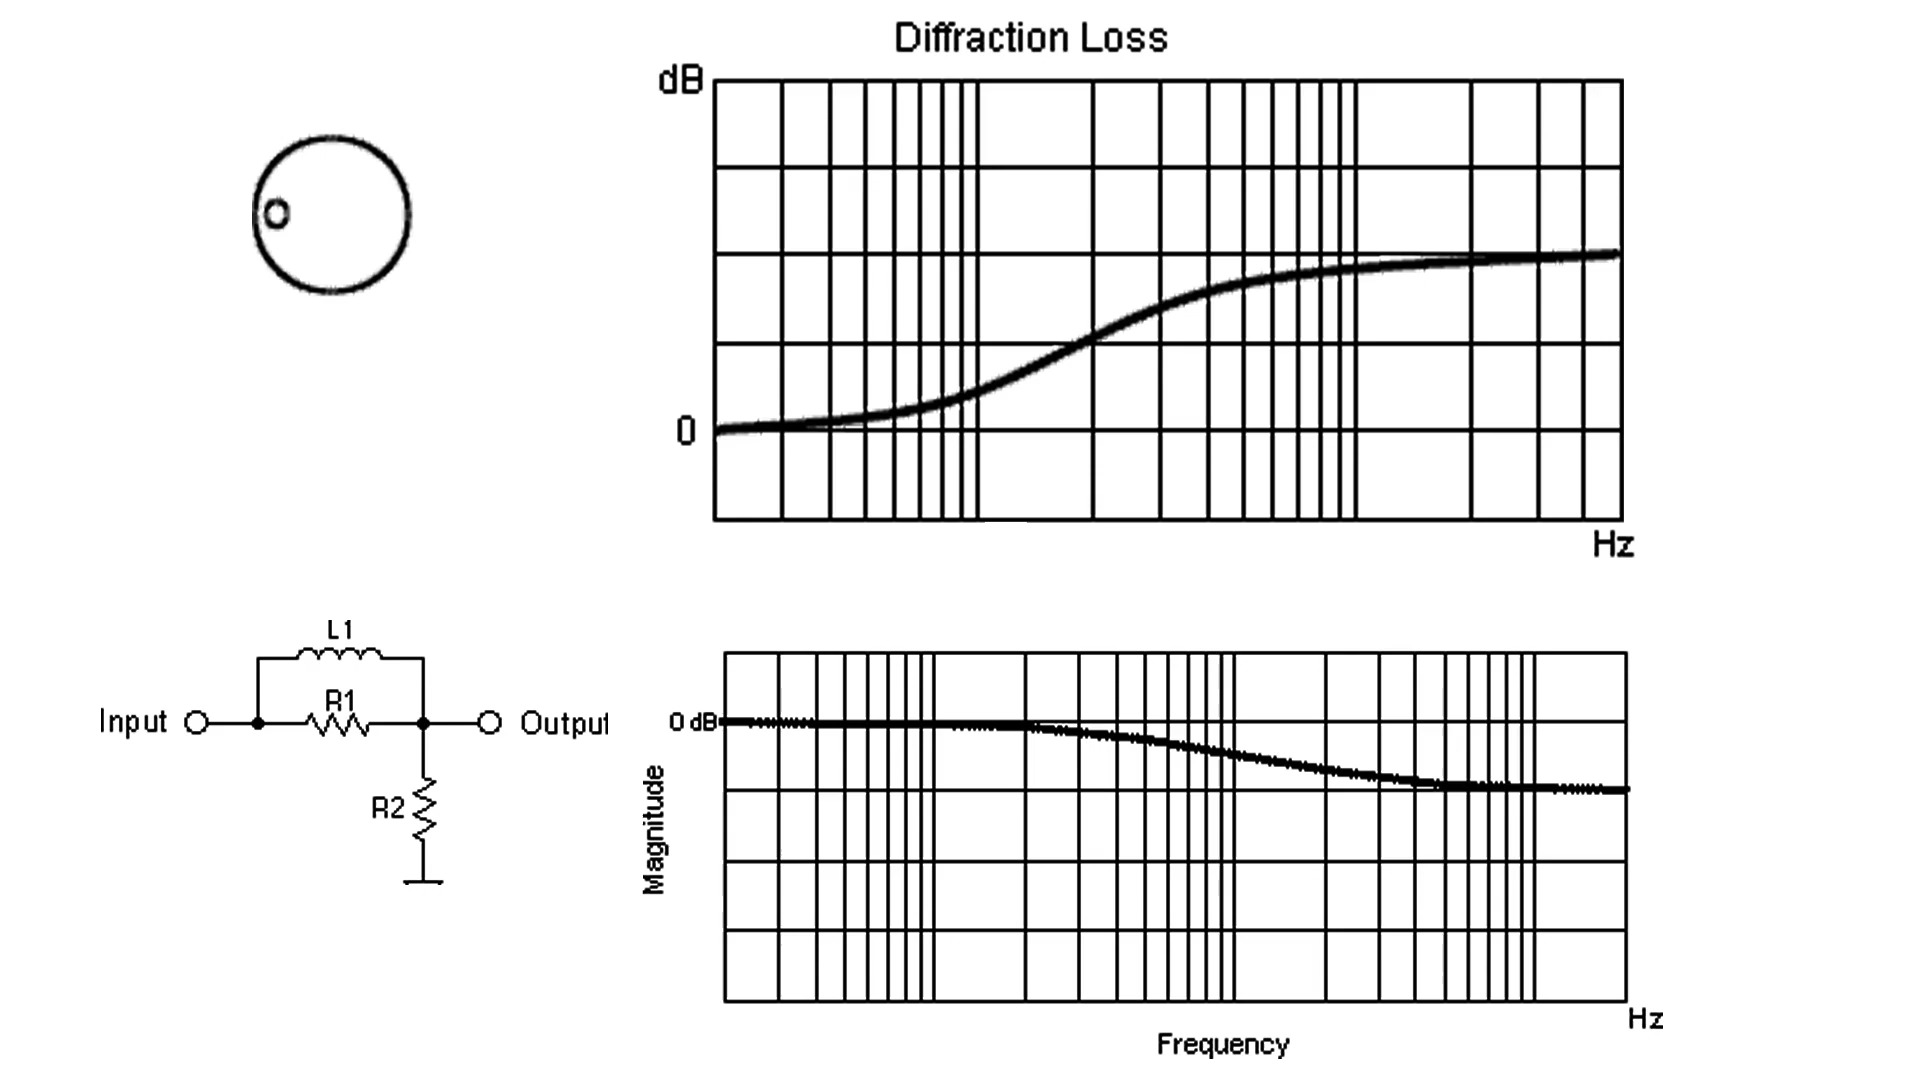 Diffraction Loss
dB
O
0
Hz
L1
R1
Input
Output
R2
0 dB
Magnitude
Hz
Frequency